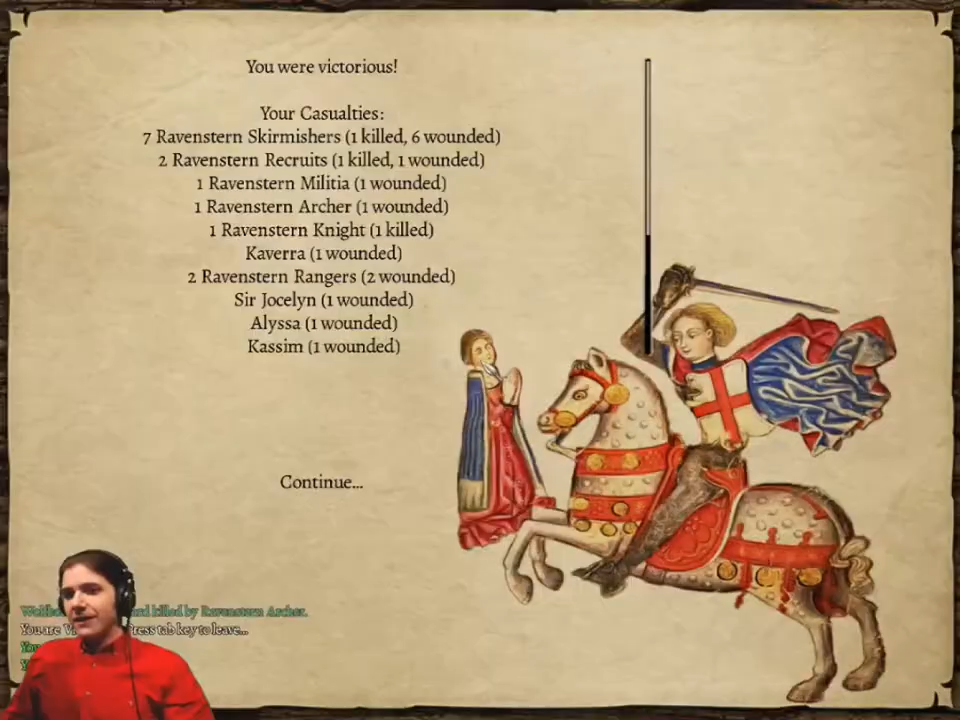 You were victorious!
Your Casualties:
7 Ravenstern Skirmishers (1 killed, 6 wounded)
2 Ravenstern Recruits (1 killed, 1 wounded)
1 Ravenstern Militia (1 wounded)
1 Ravenstern Archer (1 wounded)
1 Ravenstern Knight (1 killed)
Kaverra (1 wounded)
2 Ravenstern Rangers (2 wounded)
Sir Jocelyn (1 wounded)
Alyssa (1 wounded)
Kassim (1 wounded)
Continue...
killed by Ravenstern Archer.
You are press tab key to leave...